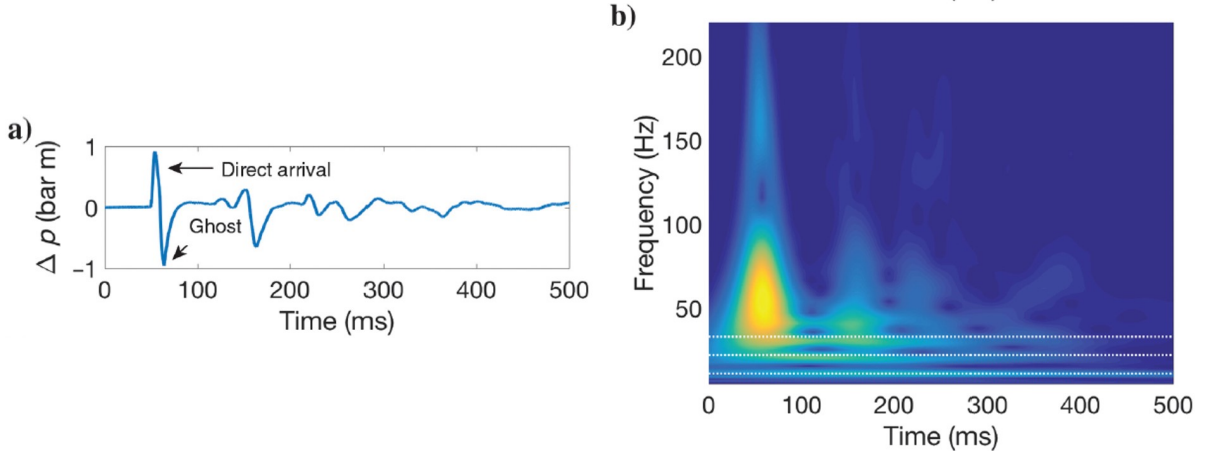 a)
Δ p (bar m)
1
0
−1
Direct arrival
Ghost
0 100 200 300 400 500
Time (ms)
b)
Frequency (Hz)
200
150
100
50
0 100 200 300 400 500
Time (ms)